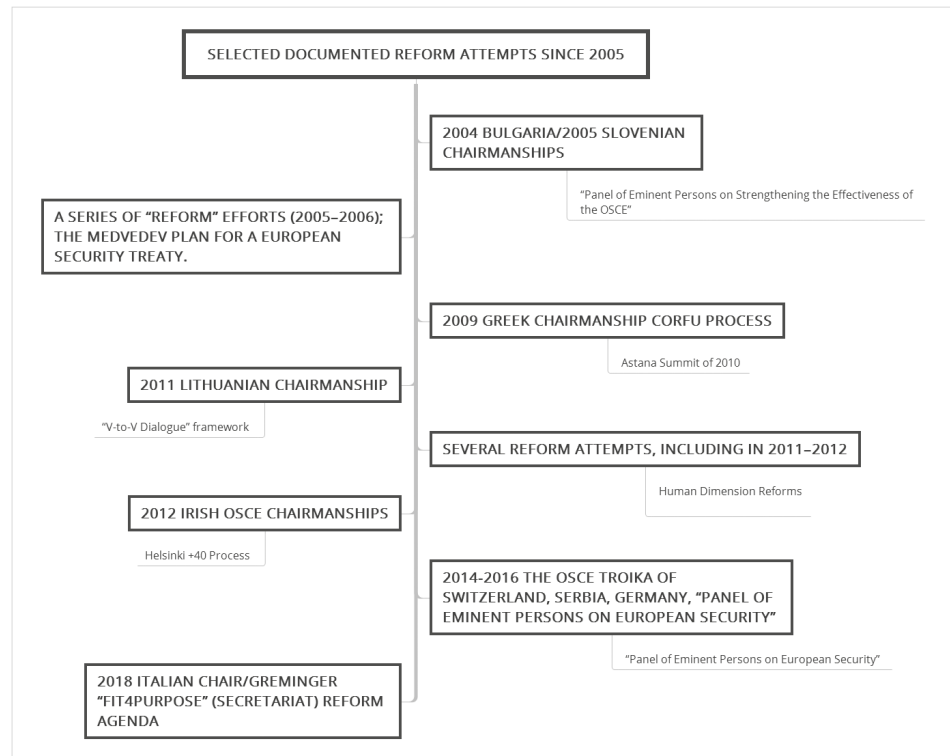 SELECTED DOCUMENTED REFORM ATTEMPTS SINCE 2005
2004 BULGARIA/2005 SLOVENIAN
CHAIRMANSHIPS
“Panel of Eminent Persons on Strengthening the Effectiveness of
the OSCE”
A SERIES OF “REFORM” EFFORTS (2005–2006);
THE MEDVEDEV PLAN FOR A EUROPEAN
SECURITY TREATY.
2009 GREEK CHAIRMANSHIP CORFU PROCESS
Astana Summit of 2010
2011 LITHUANIAN CHAIRMANSHIP
“V-to-V Dialogue” framework
SEVERAL REFORM ATTEMPTS, INCLUDING IN 2011–2012
Human Dimension Reforms
2012 IRISH OSCE CHAIRMANSHIPS
Helsinki +40 Process
2014-2016 THE OSCE TROIKA OF
SWITZERLAND, SERBIA, GERMANY, “PANEL OF
EMINENT PERSONS ON EUROPEAN SECURITY”
“Panel of Eminent Persons on European Security”
2018 ITALIAN CHAIR/GREMINGER
“FIT4PURPOSE” (SECRETARIAT) REFORM
AGENDA